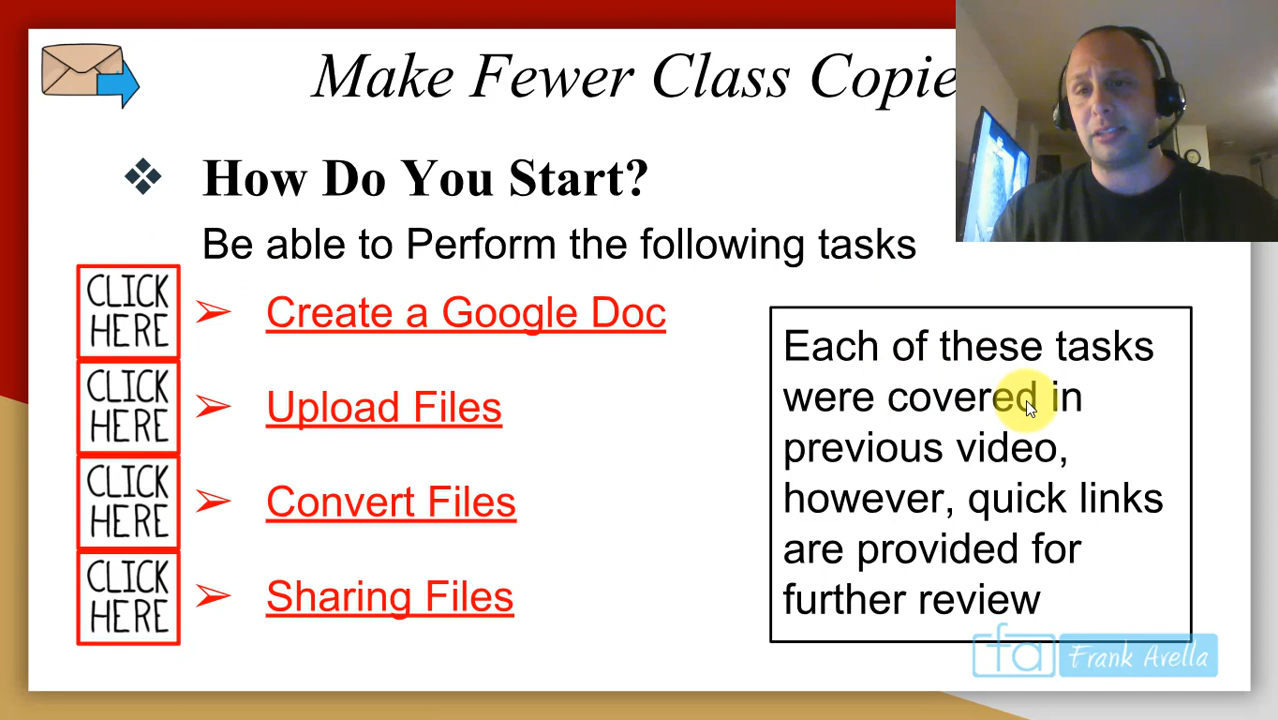 Make Fewer Class Copie
How Do You Start?
Be able to Perform the following tasks
CLICK
HERE
Create a Google Doc
CLICK
HERE
Upload Files
CLICK
HERE
Convert Files
CLICK
HERE
Sharing Files
Each of these tasks
were covered in
previous video,
however, quick links
are provided for
further review
fa Frank Avella